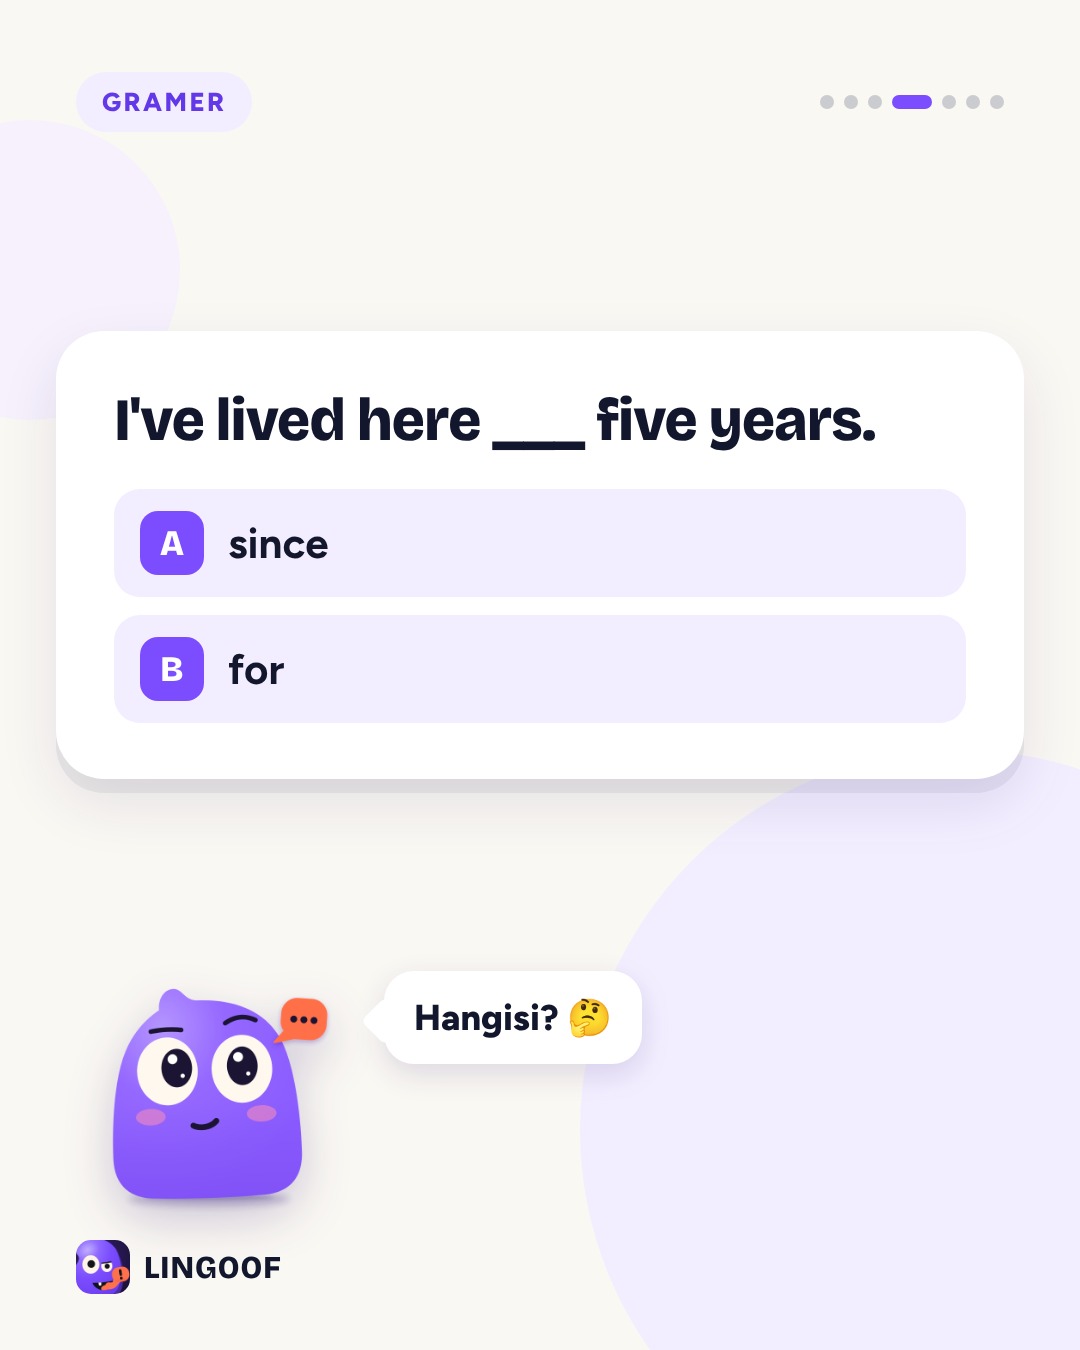 GRAMER
I've lived here ___ five years.
A since
B for
Hangisi? 🤔
LINGOOF